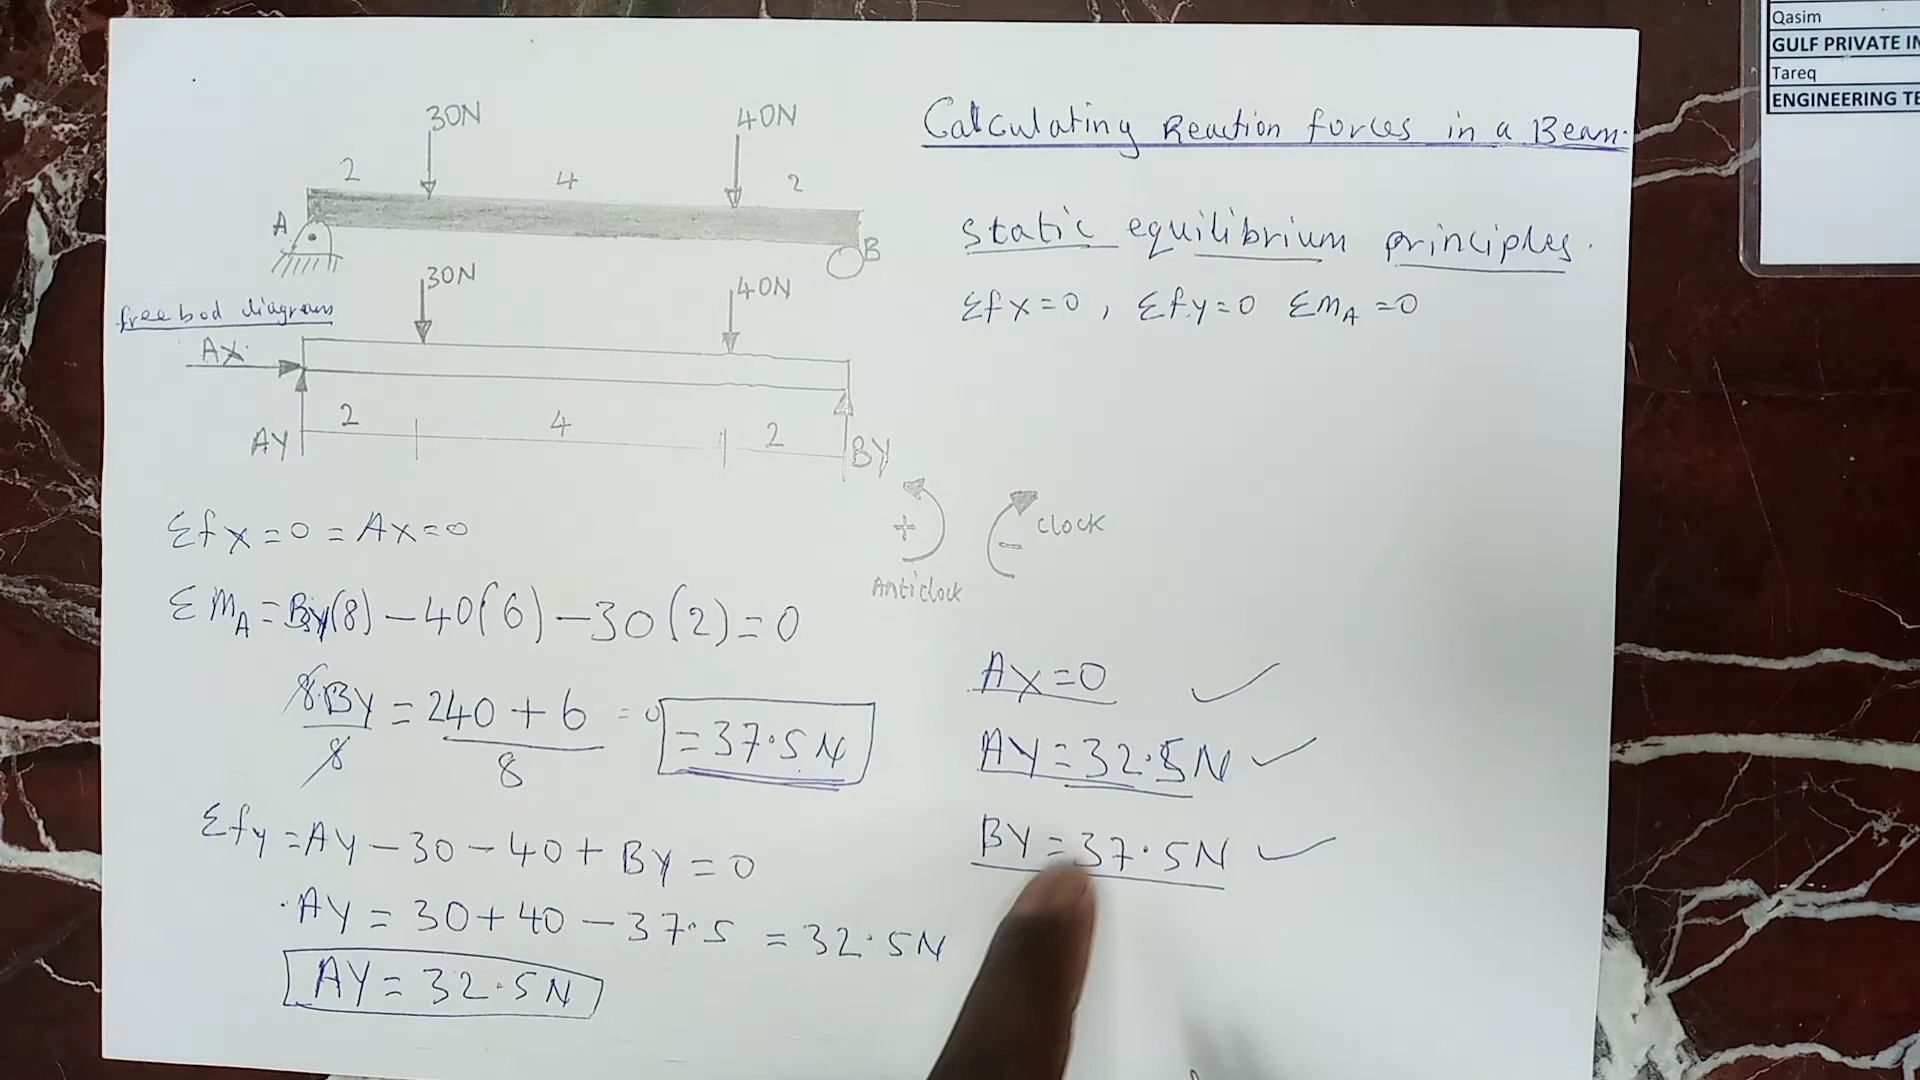 Qasim
GULF PRIVATE IN
Tareq
ENGINEERING TE
Calculating Reaction forces in a Beam.
static equilibrium principles.
Σfx=0, Σfy=0 ΣMA=0
30N 40N
2 4 2
A B
30N 40N
free bod diagram
AX
2 4 2
AY BY
+ Anticlock
- Clock
Σfx=0=AX=0
ΣMA=BY(8)-40(6)-30(2)=0
8·BY/8=240+6/8 =0 =37.5N
Σfy=AY-30-40+BY=0
·AY=30+40-37.5=32.5N
AY=32.5N
AX=0
AY=32.5N
BY=37.5N